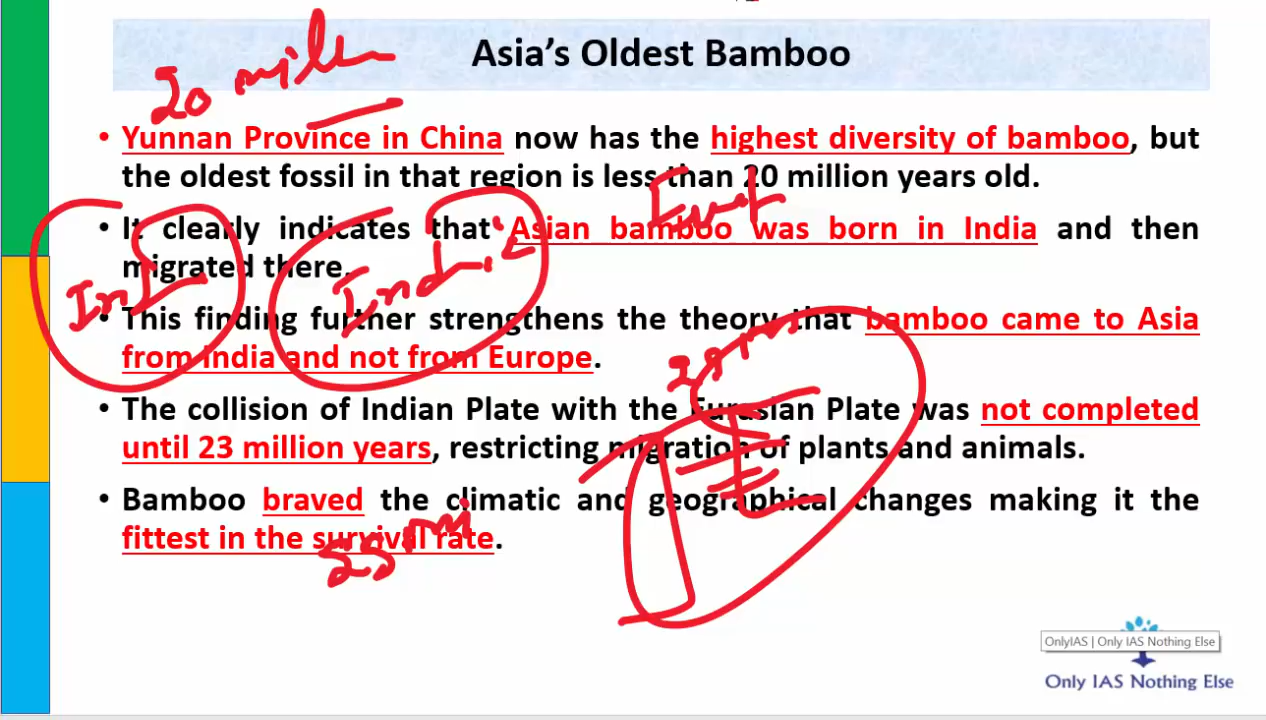 Asia's Oldest Bamboo
20
• Yunnan Province in China now has the highest diversity of bamboo, but
the oldest fossil in that region is less than 20 million years old.
• It clearly indicates that Asian bamboo was born in India and then
migrated there.
India
• This finding further strengthens the theory that bamboo came to Asia
from India and not from Europe.
• The collision of Indian Plate with the Eurasian Plate was not completed
until 23 million years, restricting migration of plants and animals.
• Bamboo braved the climatic and geographical changes making it the
fittest in the survival rate.
OnlyIAS | Only IAS Nothing Else
Only IAS Nothing Else